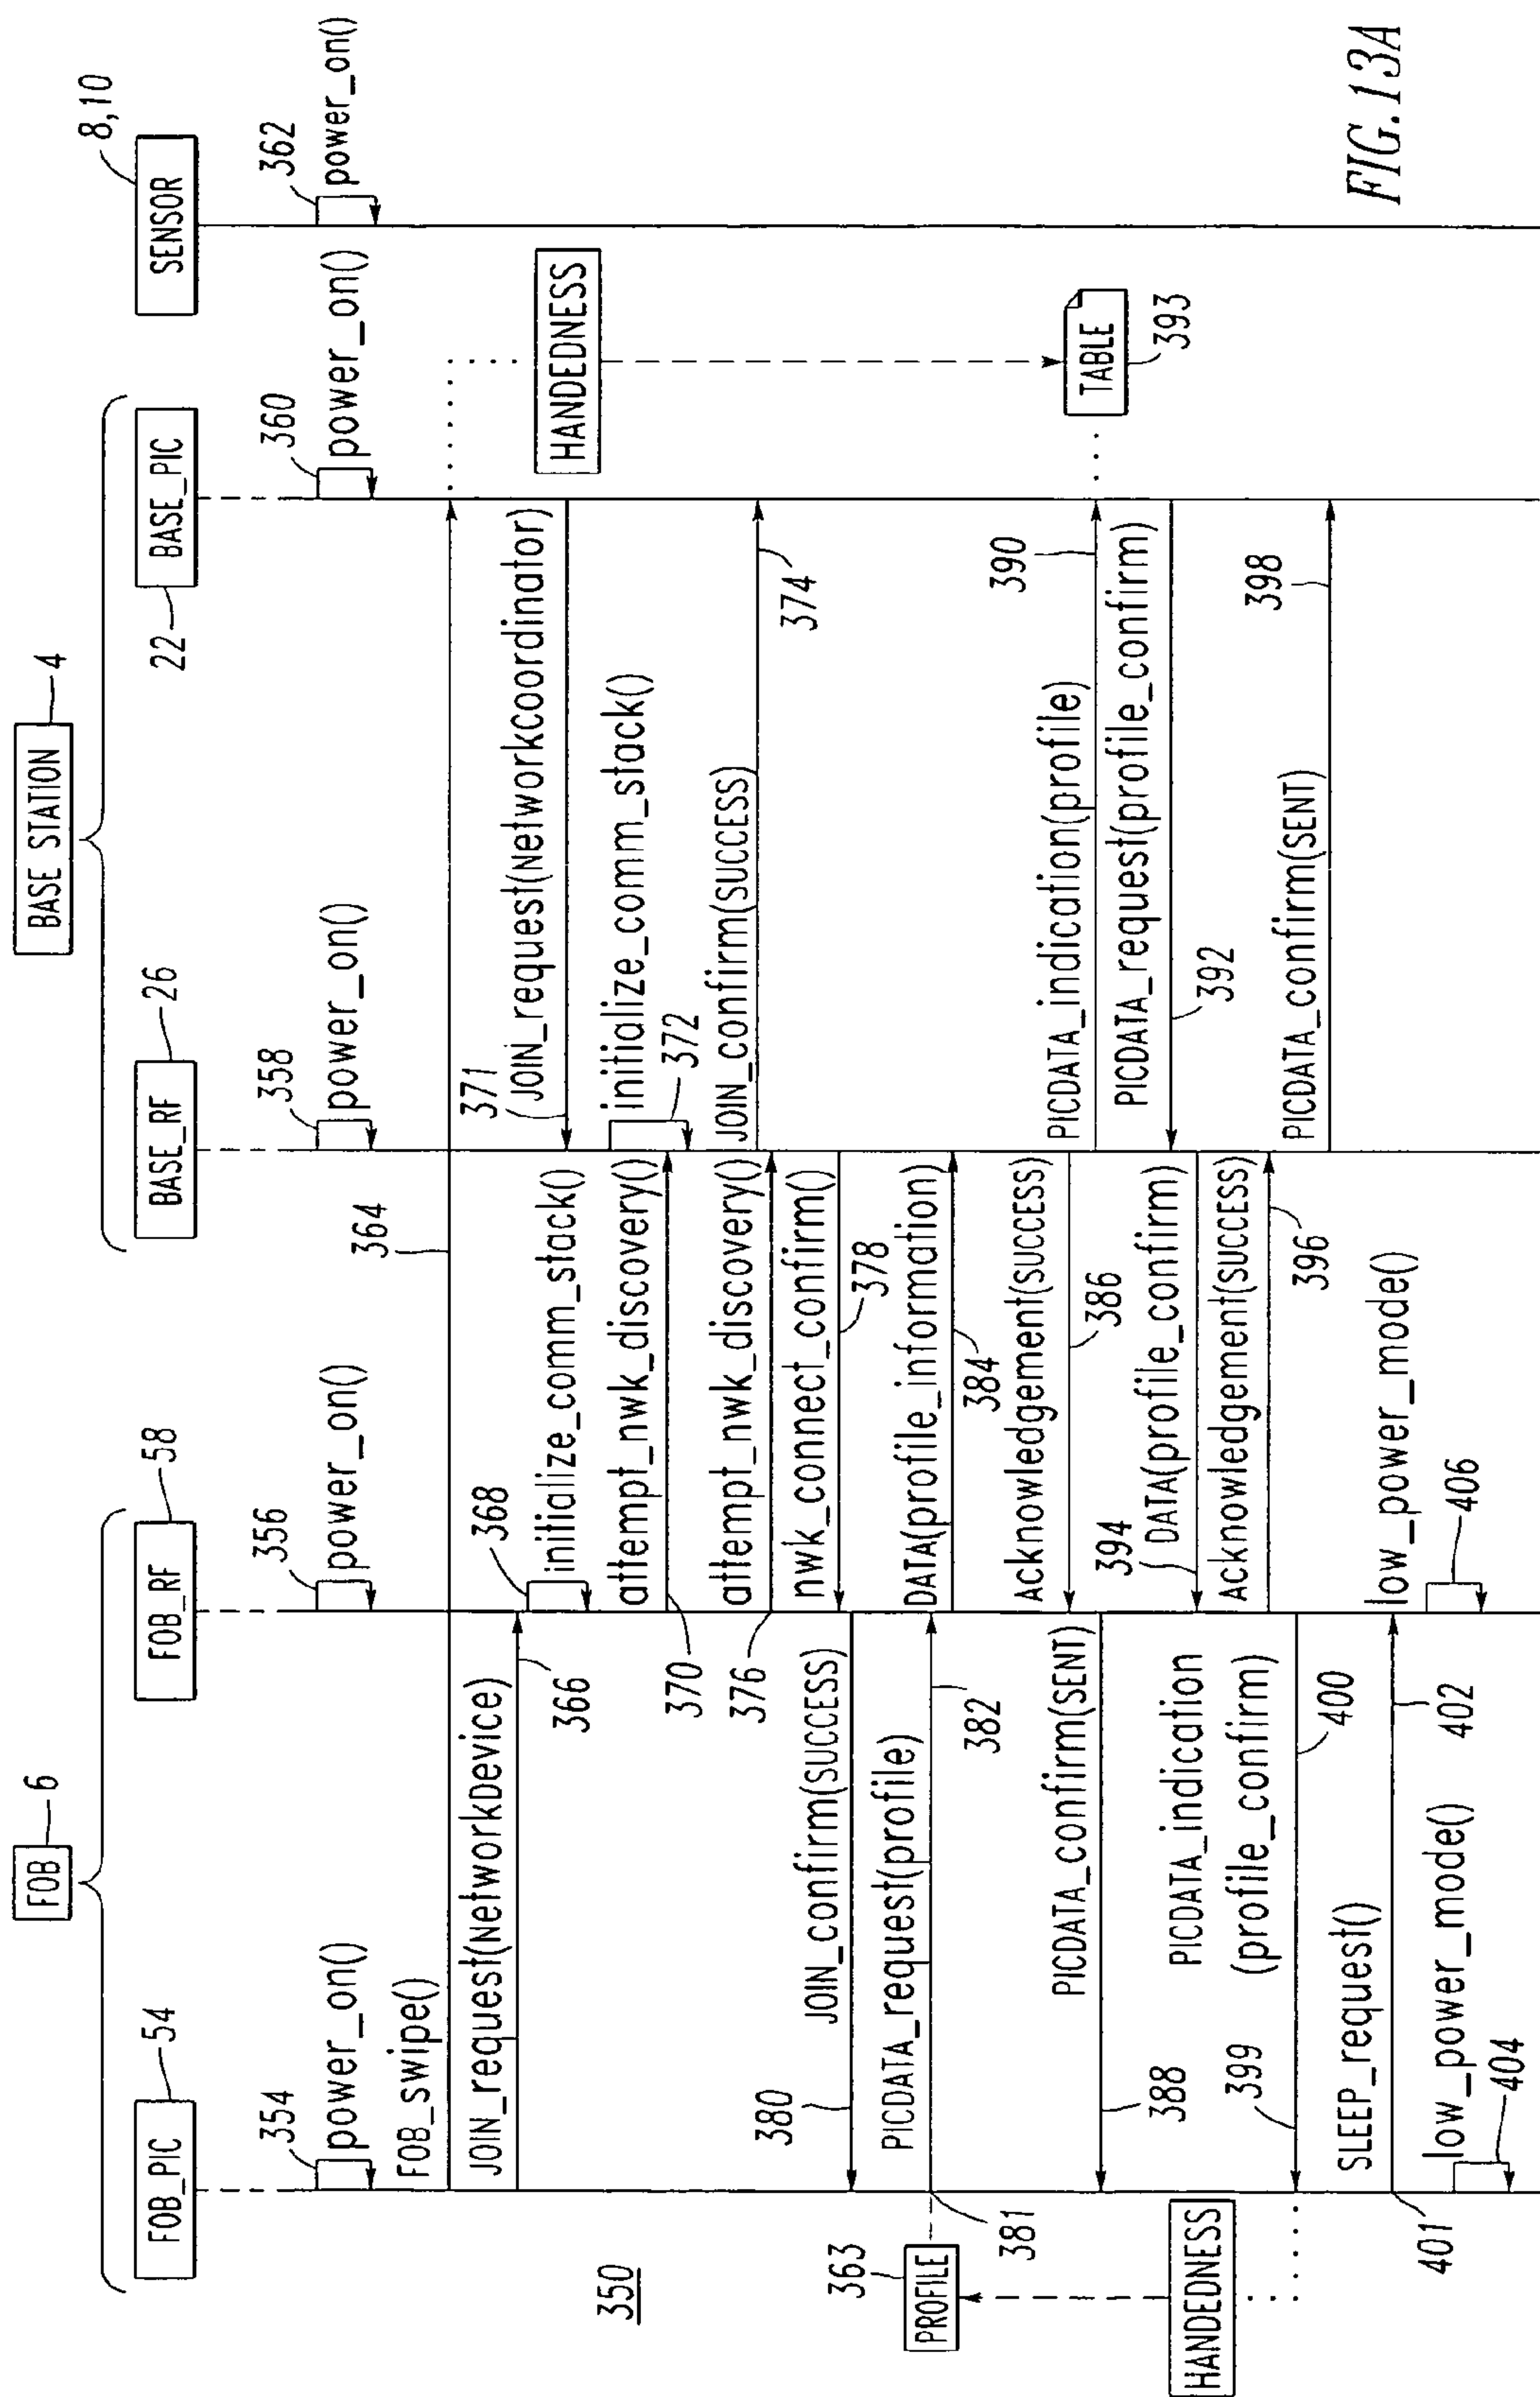 FOB 6
BASE STATION 4
FOB_PIC 54
FOB_RF 58
BASE_RF 26
22 BASE_PIC
SENSOR 8,10
354 power_on()
356 power_on()
358 power_on()
360 power_on()
362 power_on()
FOB_swipe()
364
JOIN_request(NetworkDevice)
366
368
initialize_comm_stack()
371
JOIN_request(Networkcoordinator)
HANDEDNESS
350
attempt_nwk_discovery()
370
initialize_comm_stack()
372
attempt_nwk_discovery()
376
JOIN_confirm(SUCCESS)
374
nwk_connect_confirm()
378
JOIN_confirm(SUCCESS)
380
363
PROFILE
PICDATA_request(profile)
381
382
DATA(profile_information)
384
Acknowledgement(SUCCESS)
386
PICDATA_confirm(SENT)
388
PICDATA_indication(profile)
390
TABLE
393
PICDATA_request(profile_confirm)
392
394
DATA(profile_confirm)
Acknowledgement(SUCCESS)
396
PICDATA_confirm(SENT)
398
HANDEDNESS
399
PICDATA_indication
(profile_confirm)
400
SLEEP_request()
401
402
low_power_mode()
404
low_power_mode()
406
FIG.13A